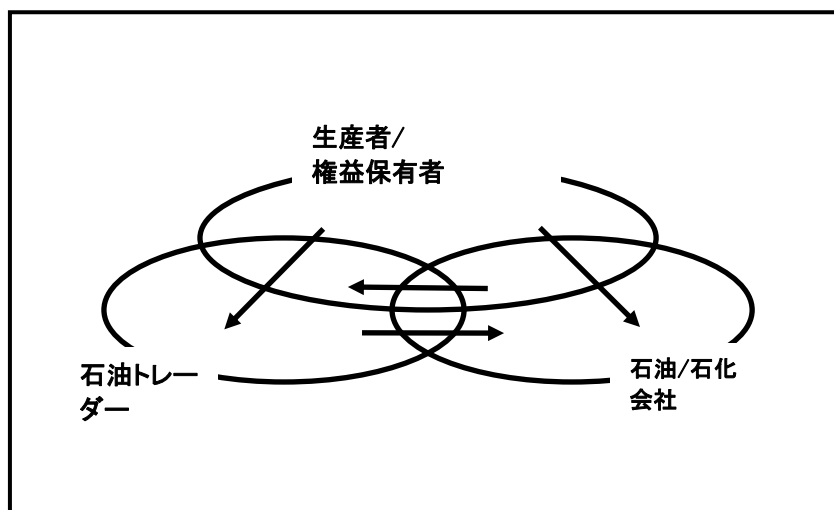 生産者/
権益保有者
石油トレー
ダー
石油/石化
会社